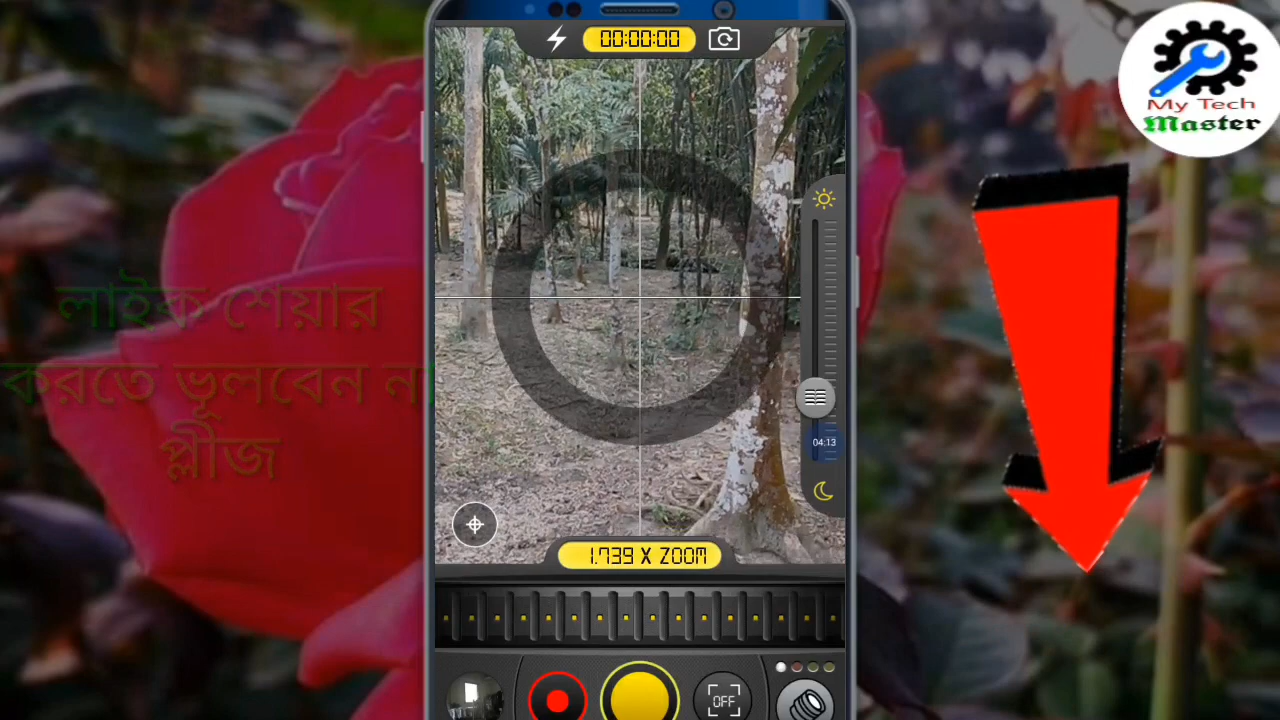 00:00:00
My Tech
Master
লাইক শেয়ার
করতে ভূলবেন না
প্লীজ
04:13
1.739 X ZOOM
OFF